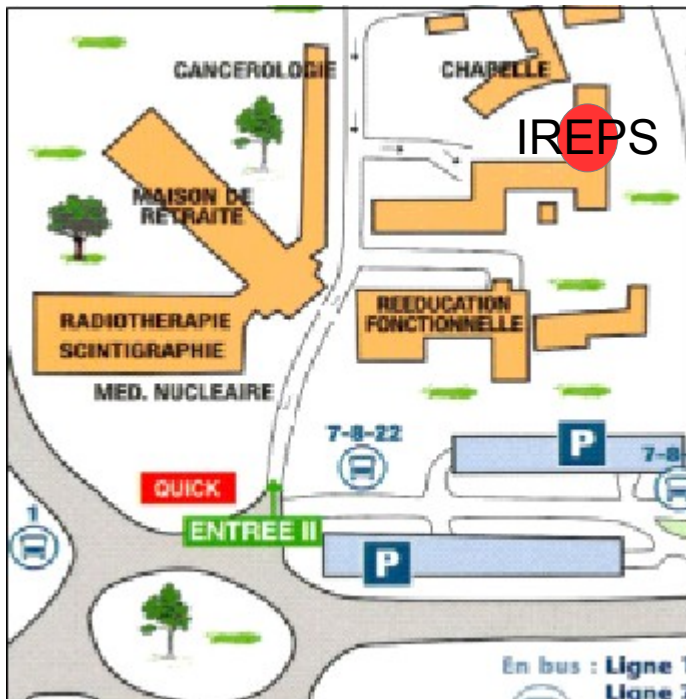 CANCEROLOGIE
CHAPELLE
IREPS
MAISON DE
RETRAITE
RADIOTHERAPIE
SCINTIGRAPHIE
REEDUCATION
FONCTIONNELLE
MED. NUCLEAIRE
7-8-22
P
7-8-
QUICK
1
ENTREE II
P
En bus : Ligne
Ligne